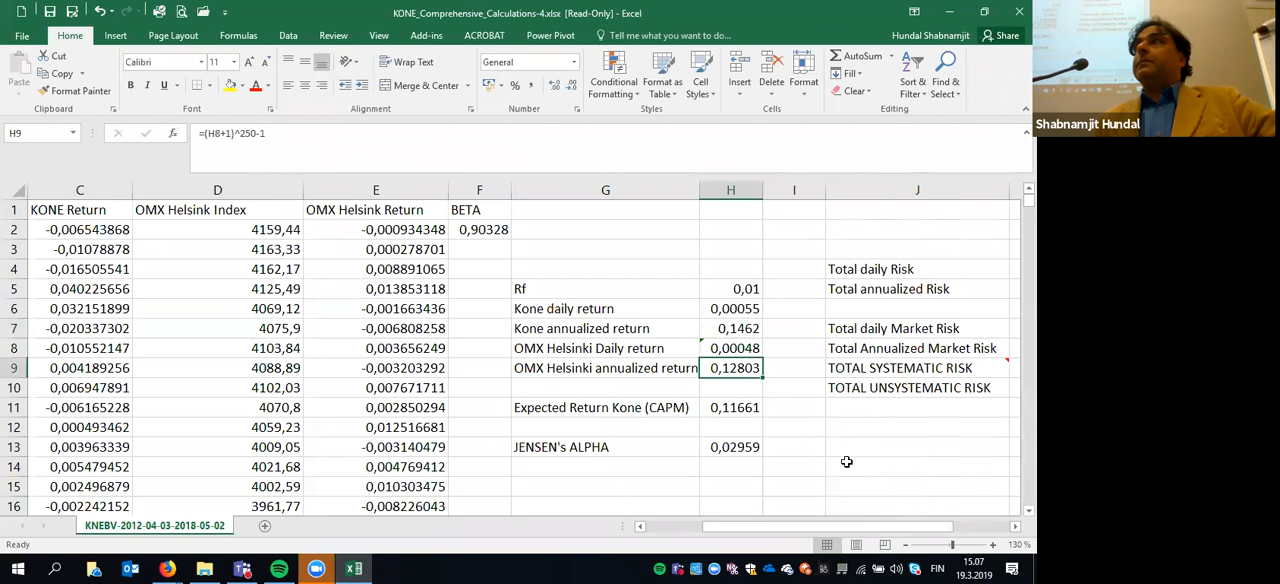 KONE_Comprehensive_Calculations-4.xlsx [Read-Only] - Excel
File Home Insert Page Layout Formulas Data Review View Add-ins ACROBAT Power Pivot Tell me what you want to do... Hundal Shabnamjit Share
Cut
Copy
Format Painter
Paste
Clipboard
Calibri 11
B I U
Font
Wrap Text
Merge & Center
Alignment
General
% ,
Number
Conditional Formatting
Format as Table
Cell Styles
Styles
Insert Delete Format
Cells
AutoSum
Fill
Clear
Sort & Filter
Find & Select
Editing
Shabnamjit Hundal
H9 fx =(H8+1)^250-1
C D E F G H I J
1 KONE Return OMX Helsink Index OMX Helsink Return BETA
2 -0,006543868 4159,44 -0,000934348 0,90328
3 -0,01078878 4163,33 0,000278701
4 -0,016505541 4162,17 0,008891065 Total daily Risk
5 0,040225656 4125,49 0,013853118 Rf 0,01 Total annualized Risk
6 0,032151899 4069,12 -0,001663436 Kone daily return 0,00055
7 -0,020337302 4075,9 -0,006808258 Kone annualized return 0,1462 Total daily Market Risk
8 -0,010552147 4103,84 0,003656249 OMX Helsinki Daily return 0,00048 Total Annualized Market Risk
9 0,004189256 4088,89 -0,003203292 OMX Helsinki annualized return 0,12803 TOTAL SYSTEMATIC RISK
10 0,006947891 4102,03 0,007671711 TOTAL UNSYSTEMATIC RISK
11 -0,006165228 4070,8 0,002850294 Expected Return Kone (CAPM) 0,11661
12 0,000493462 4059,23 0,012516681
13 0,003963339 4009,05 -0,003140479 JENSEN's ALPHA 0,02959
14 0,005479452 4021,68 0,004769412
15 0,002496879 4002,59 0,010303475
16 -0,002242152 3961,77 -0,008226043
KNEBV-2012-04-03-2018-05-02
Ready 130 %
FIN 15.07
19.3.2019